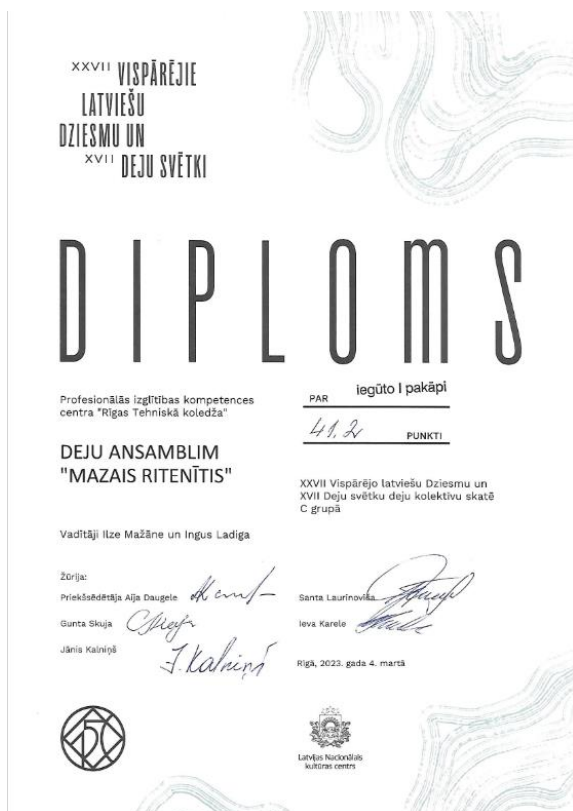 XXVII VISPĀRĒJIE
LATVIEŠU
DZIESMU UN
XVII DEJU SVĒTKI
DIPLOMS
Profesionālās izglītības kompetences
centra "Rīgas Tehniskā koledža"
DEJU ANSAMBLIM
"MAZAIS RITENĪTIS"
Vadītāji Ilze Mažāne un Ingus Ladiga
PAR iegūto I pakāpi
41,2 PUNKTI
XXVII Vispārējo latviešu Dziesmu un
XVII Deju svētku deju kolektīvu skatē
C grupā
Žūrija:
Priekšsēdētāja Aija Daugele
Gunta Skuja
Jānis Kalniņš
J. Kalniņš
Santa Laurinoviča
Ieva Karele
Rīgā, 2023. gada 4. martā
150
Latvijas Nacionālais
kultūras centrs